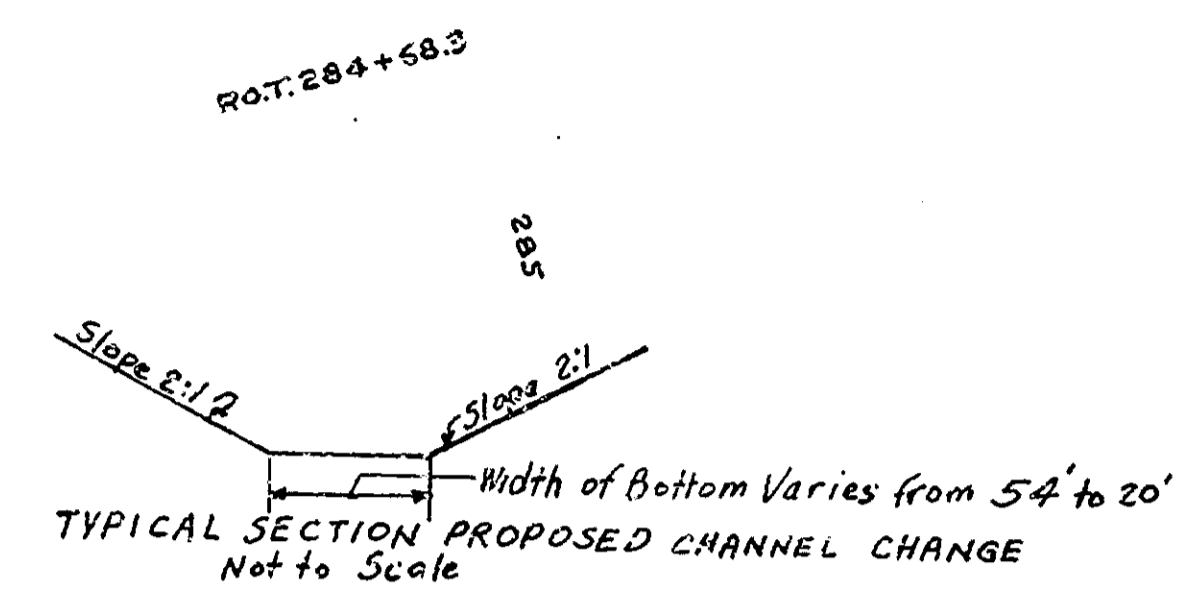 P.O.T. 284+58.3
285
Slope 2:1
Slope 2:1
Width of Bottom Varies from 54' to 20'
TYPICAL SECTION PROPOSED CHANNEL CHANGE
Not to Scale